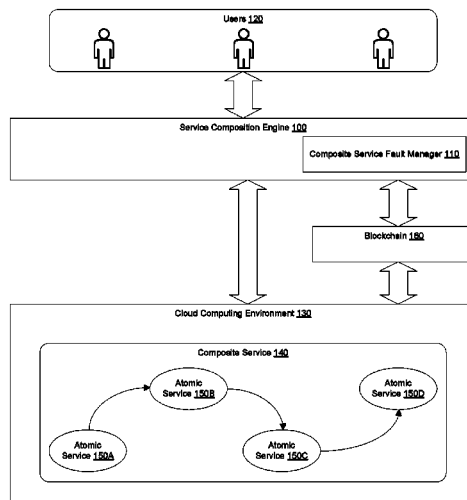 Users 120
Service Composition Engine 100
Composite Service Fault Manager 110
Blockchain 160
Cloud Computing Environment 130
Composite Service 140
Atomic
Service 150B
Atomic
Service 150D
Atomic
Service 150A
Atomic
Service 150C